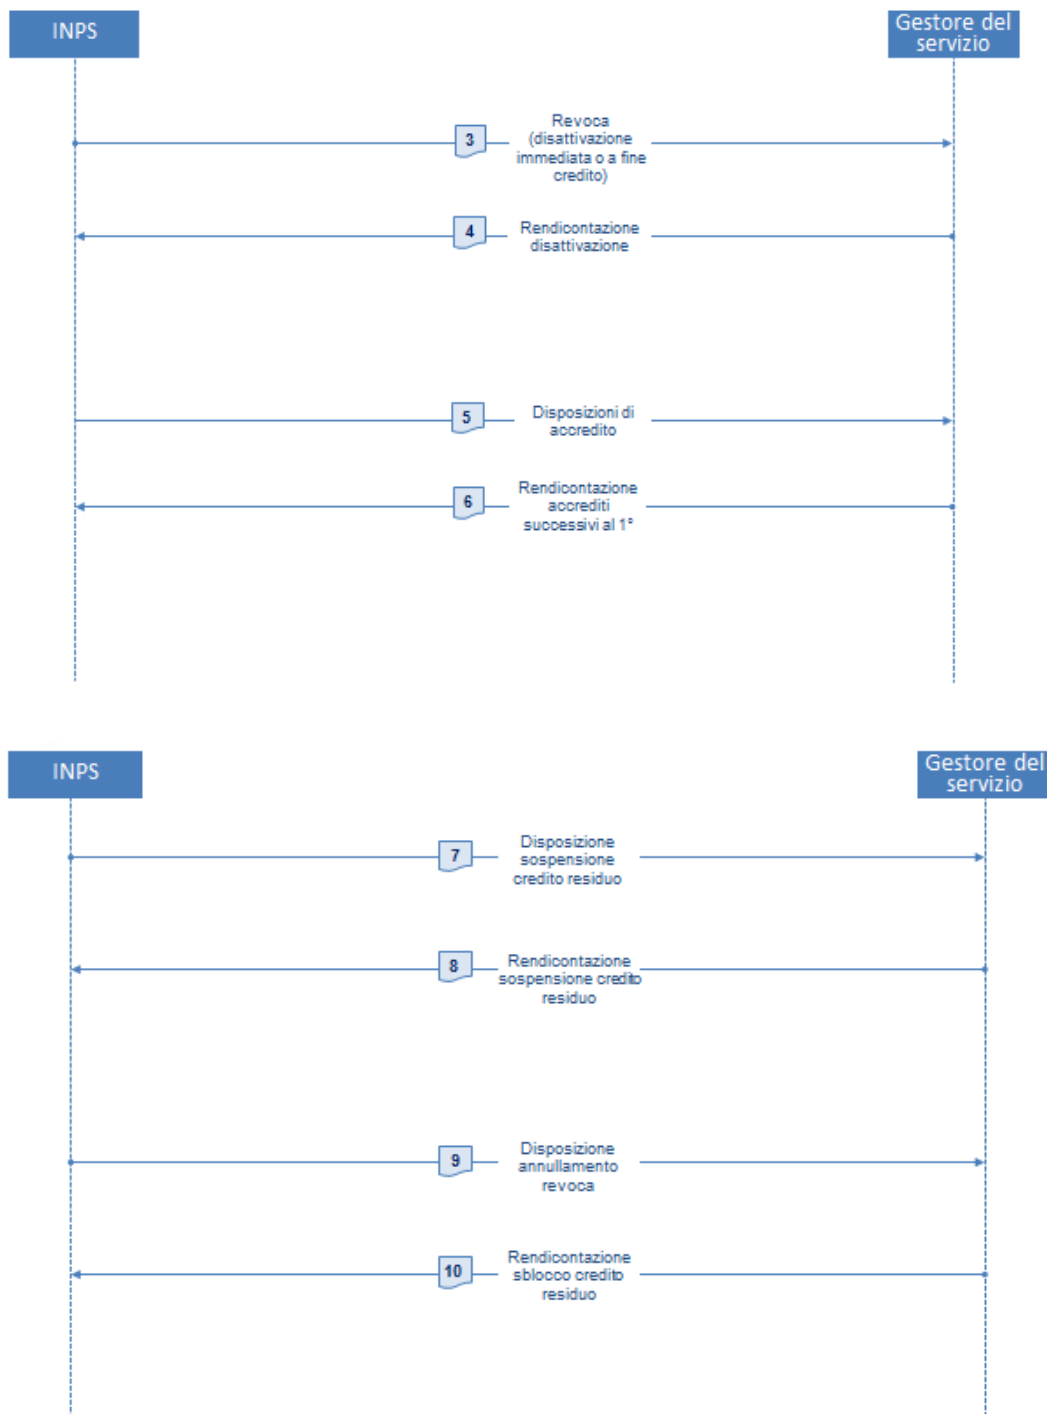 INPS
Gestore del
servizio
3
Revoca
(disattivazione
immediata o a fine
credito)
4
Rendicontazione
disattivazione
5
Disposizioni di
accredito
6
Rendicontazione
accrediti
successivi al 1°
INPS
Gestore del
servizio
7
Disposizione
sospensione
credito residuo
8
Rendicontazione
sospensione credito
residuo
9
Disposizione
annullamento
revoca
10
Rendicontazione
sblocco credito
residuo